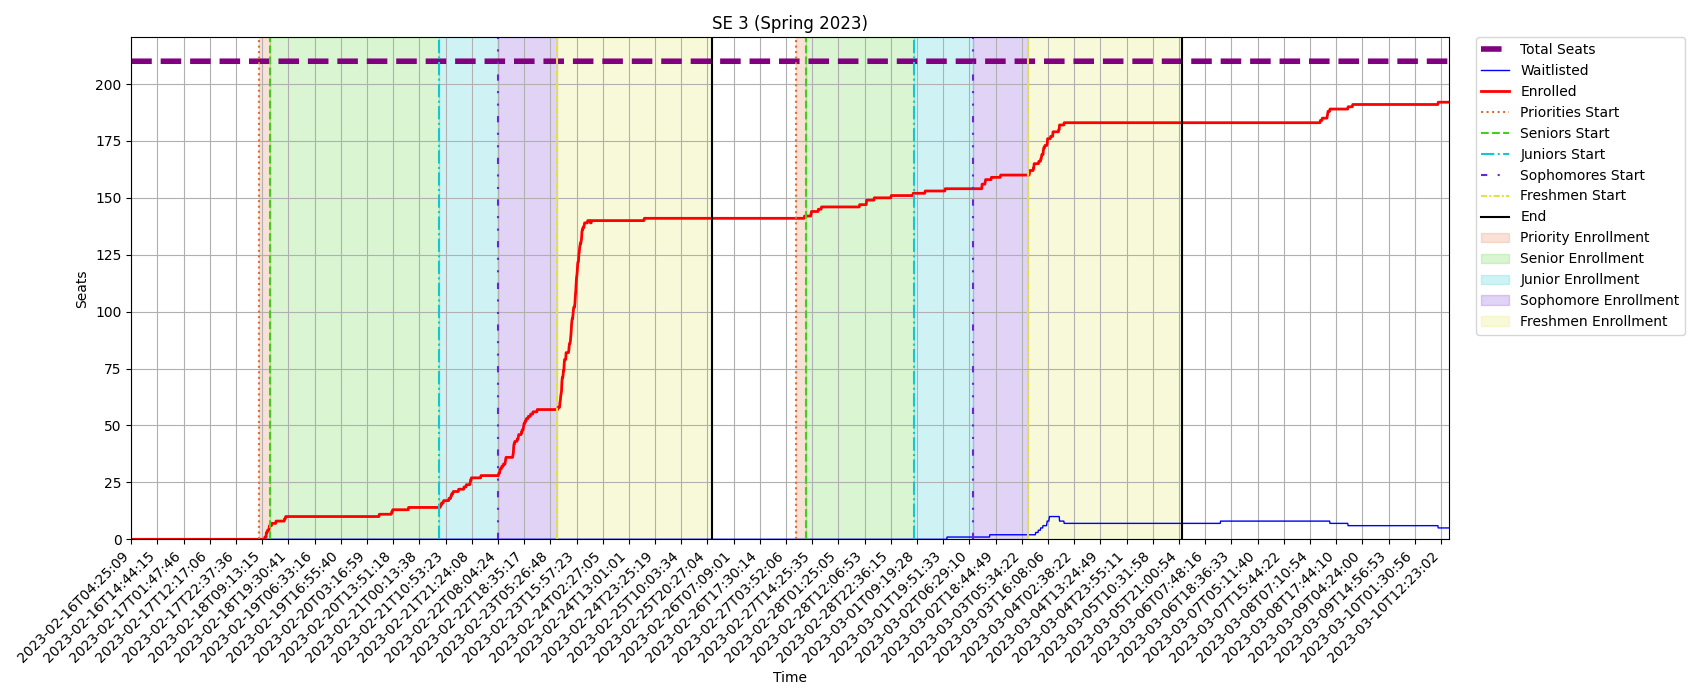 SE 3 (Spring 2023)
Seats
200
175
150
125
100
75
50
25
0
2023-02-16T04:25:09
2023-02-16T14:44:15
2023-02-17T01:47:46
2023-02-17T12:17:06
2023-02-17T22:37:36
2023-02-18T09:13:15
2023-02-18T19:30:41
2023-02-19T06:33:16
2023-02-19T16:55:40
2023-02-20T03:16:59
2023-02-20T13:51:18
2023-02-21T00:13:38
2023-02-21T10:53:23
2023-02-21T21:24:09
2023-02-22T08:04:24
2023-02-22T18:35:17
2023-02-23T05:26:48
2023-02-23T15:57:23
2023-02-24T02:27:05
2023-02-24T13:01:01
2023-02-24T23:25:19
2023-02-25T10:03:34
2023-02-25T20:27:04
2023-02-26T07:09:01
2023-02-26T17:30:14
2023-02-27T03:52:06
2023-02-27T14:25:35
2023-02-28T01:25:05
2023-02-28T12:06:53
2023-02-28T22:36:15
2023-03-01T09:19:28
2023-03-01T19:51:33
2023-03-02T06:29:10
2023-03-02T18:44:49
2023-03-03T05:34:22
2023-03-03T16:08:06
2023-03-04T02:38:22
2023-03-04T13:24:49
2023-03-04T23:55:11
2023-03-05T10:31:58
2023-03-05T21:00:54
2023-03-06T07:48:16
2023-03-06T18:36:33
2023-03-07T05:11:40
2023-03-07T15:44:22
2023-03-08T07:10:54
2023-03-08T17:44:10
2023-03-09T04:24:00
2023-03-09T14:56:53
2023-03-10T01:30:56
2023-03-10T12:23:02
Time
Total Seats
Waitlisted
Enrolled
Priorities Start
Seniors Start
Juniors Start
Sophomores Start
Freshmen Start
End
Priority Enrollment
Senior Enrollment
Junior Enrollment
Sophomore Enrollment
Freshmen Enrollment